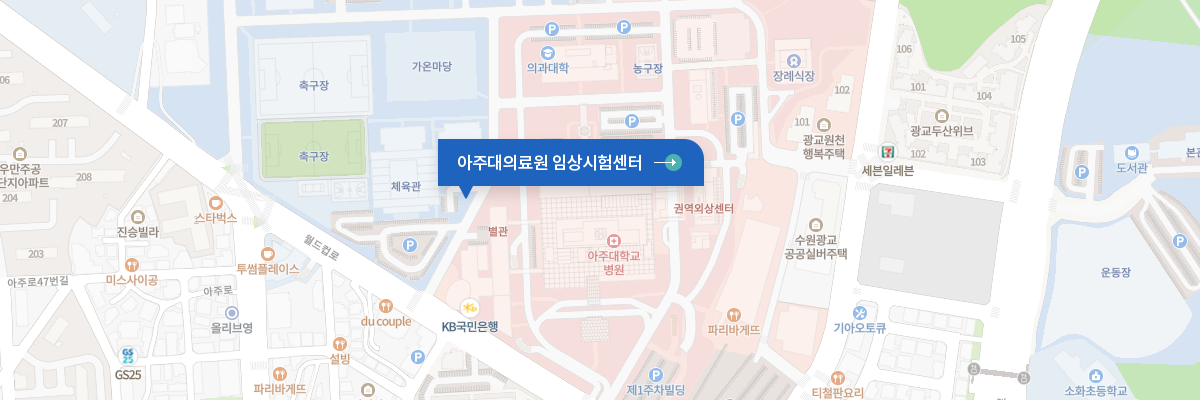 105
106
가온마당
의과대학
농구장
장례식장
축구장
101
102
104
207
101
광교원천
행복주택
광교두산위브
축구장
우만주공
단지아파트
208
204
체육관
아주대의료원 임상시험센터
세븐일레븐
102
103
도서관
스타벅스
진승빌라
203
월드컵로
별관
권역외상센터
아주대학교
병원
수원광교
공공실버주택
운동장
투썸플레이스
미스사이공
아주로47번길
아주로
올리브영
du couple
KB국민은행
파리바게뜨
기아오토큐
설빙
GS
25
GS25
파리바게뜨
제1주차빌딩
티철판요리
소화초등학교